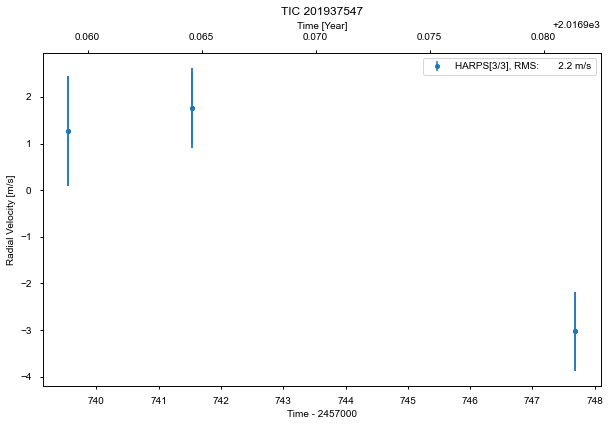 TIC 201937547
Time [Year]
+2.0169e3
0.060 0.065 0.070 0.075 0.080
HARPS[3/3], RMS: 2.2 m/s
Radial Velocity [m/s]
2
1
0
−1
−2
−3
−4
740 741 742 743 744 745 746 747 748
Time - 2457000